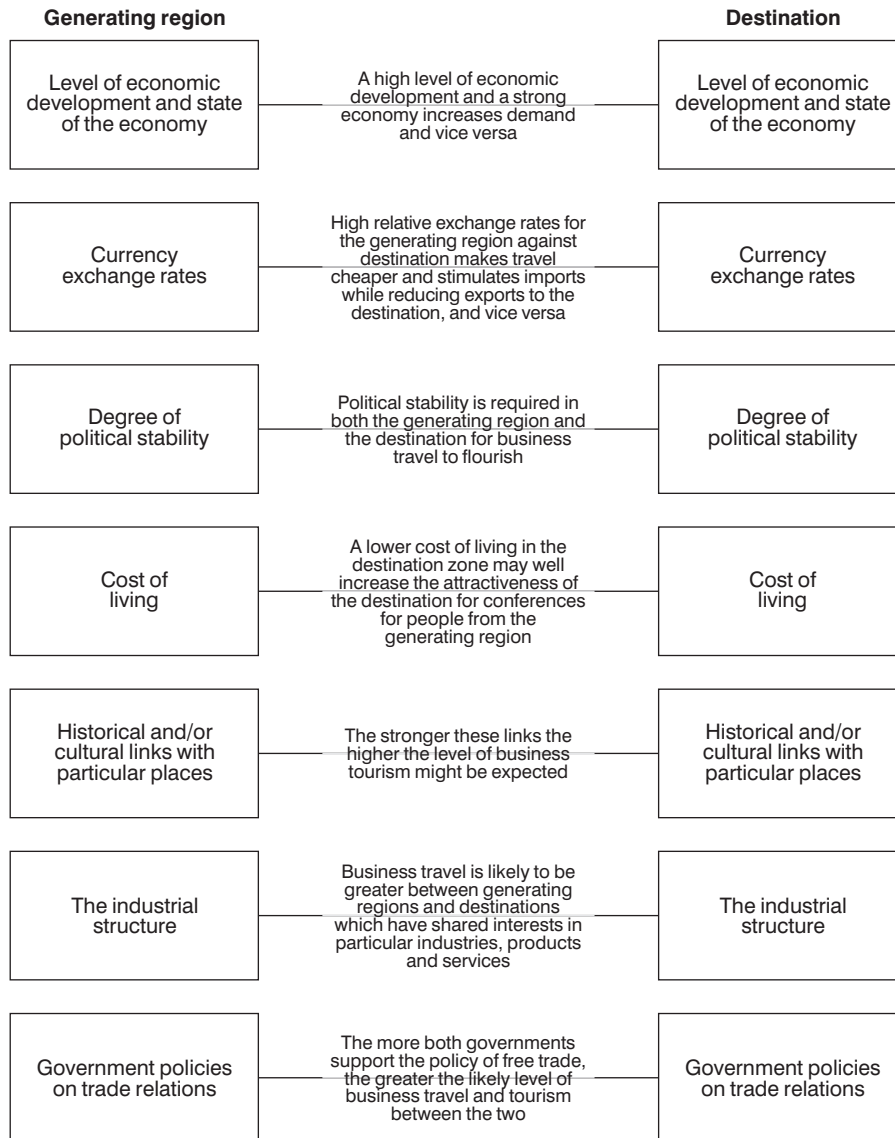 Generating region
Destination
Level of economic
development and state
of the economy
A high level of economic
development and a strong
economy increases demand
and vice versa
Level of economic
development and state
of the economy
Currency
exchange rates
High relative exchange rates for
the generating region against
destination makes travel
cheaper and stimulates imports
while reducing exports to the
destination, and vice versa
Currency
exchange rates
Degree of
political stability
Political stability is required in
both the generating region and
the destination for business
travel to flourish
Degree of
political stability
Cost of
living
A lower cost of living in the
destination zone may well
increase the attractiveness of
the destination for conferences
for people from the
generating region
Cost of
living
Historical and/or
cultural links with
particular places
The stronger these links the
higher the level of business
tourism might be expected
Historical and/or
cultural links with
particular places
The industrial
structure
Business travel is likely to be
greater between generating
regions and destinations
which have shared interests in
particular industries, products
and services
The industrial
structure
Government policies
on trade relations
The more both governments
support the policy of free trade,
the greater the likely level of
business travel and tourism
between the two
Government policies
on trade relations